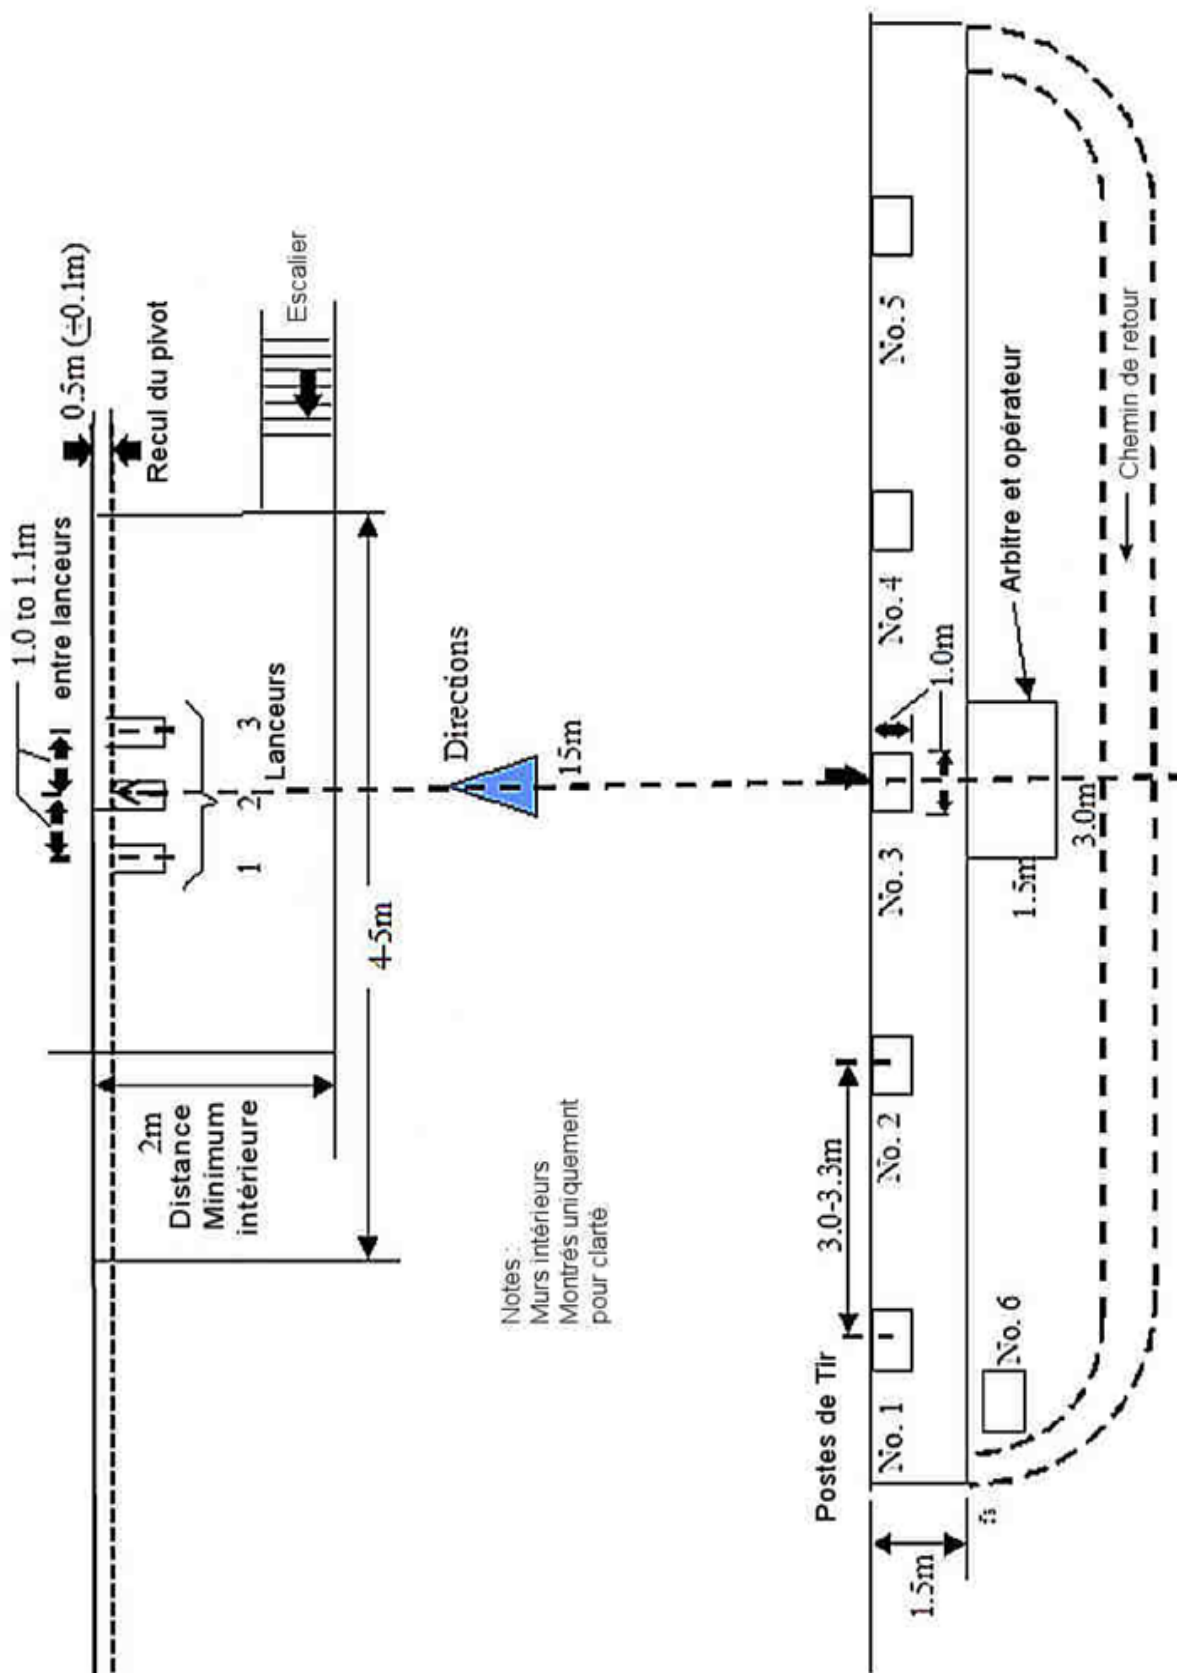 1.0 to 1.1m
entre lanceurs
0.5m (±0.1m)
Recul du pivot
Escalier
1
2
3
Lanceurs
2m
Distance
Minimum
intérieure
4-5m
Directions
15m
Notes :
Murs intérieurs
Montrés uniquement
pour clarté
Postes de Tir
3.0-3.3m
No. 1
No. 2
No. 3
No. 4
No. 5
1.0m
1.5m
No. 6
1.5m
3.0m
Arbitre et opérateur
Chemin de retour